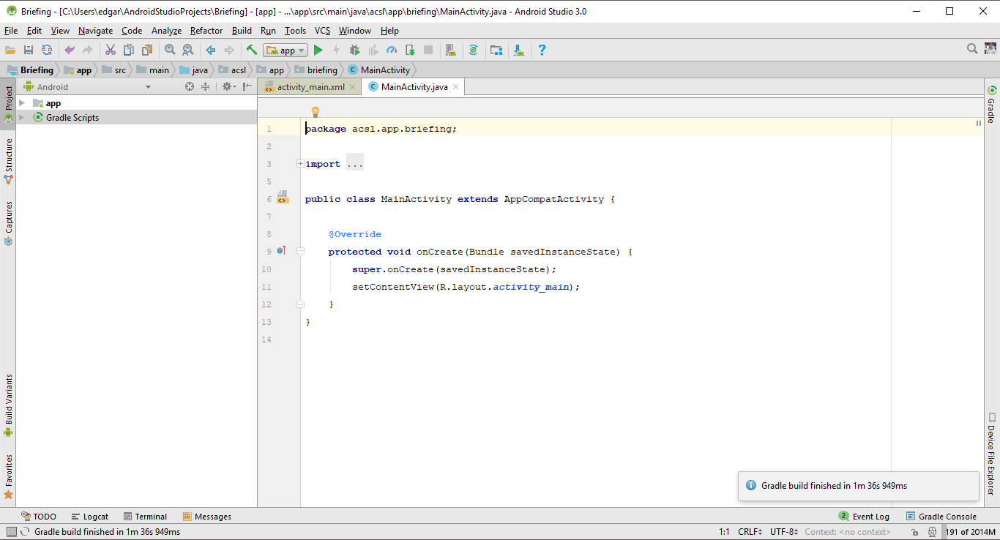 Briefing - [C:\Users\edgar\AndroidStudioProjects\Briefing] - [app] - ...\app\src\main\java\acsl\app\briefing\MainActivity.java - Android Studio 3.0
File Edit View Navigate Code Analyze Refactor Build Run Tools VCS Window Help
app
Briefing app src main java acsl app briefing MainActivity
Android
activity_main.xml MainActivity.java
Project
Structure
Captures
Build Variants
Favorites
app
Gradle Scripts
1 package acsl.app.briefing;
2
3 import ...
5
6 public class MainActivity extends AppCompatActivity {
7
8 @Override
9 protected void onCreate(Bundle savedInstanceState) {
10 super.onCreate(savedInstanceState);
11 setContentView(R.layout.activity_main);
12 }
13 }
14
Gradle
Device File Explorer
Gradle build finished in 1m 36s 949ms
TODO Logcat Terminal Messages 2 Event Log Gradle Console
Gradle build finished in 1m 36s 949ms 1:1 CRLF UTF-8 Context: <no context> 191 of 2014M